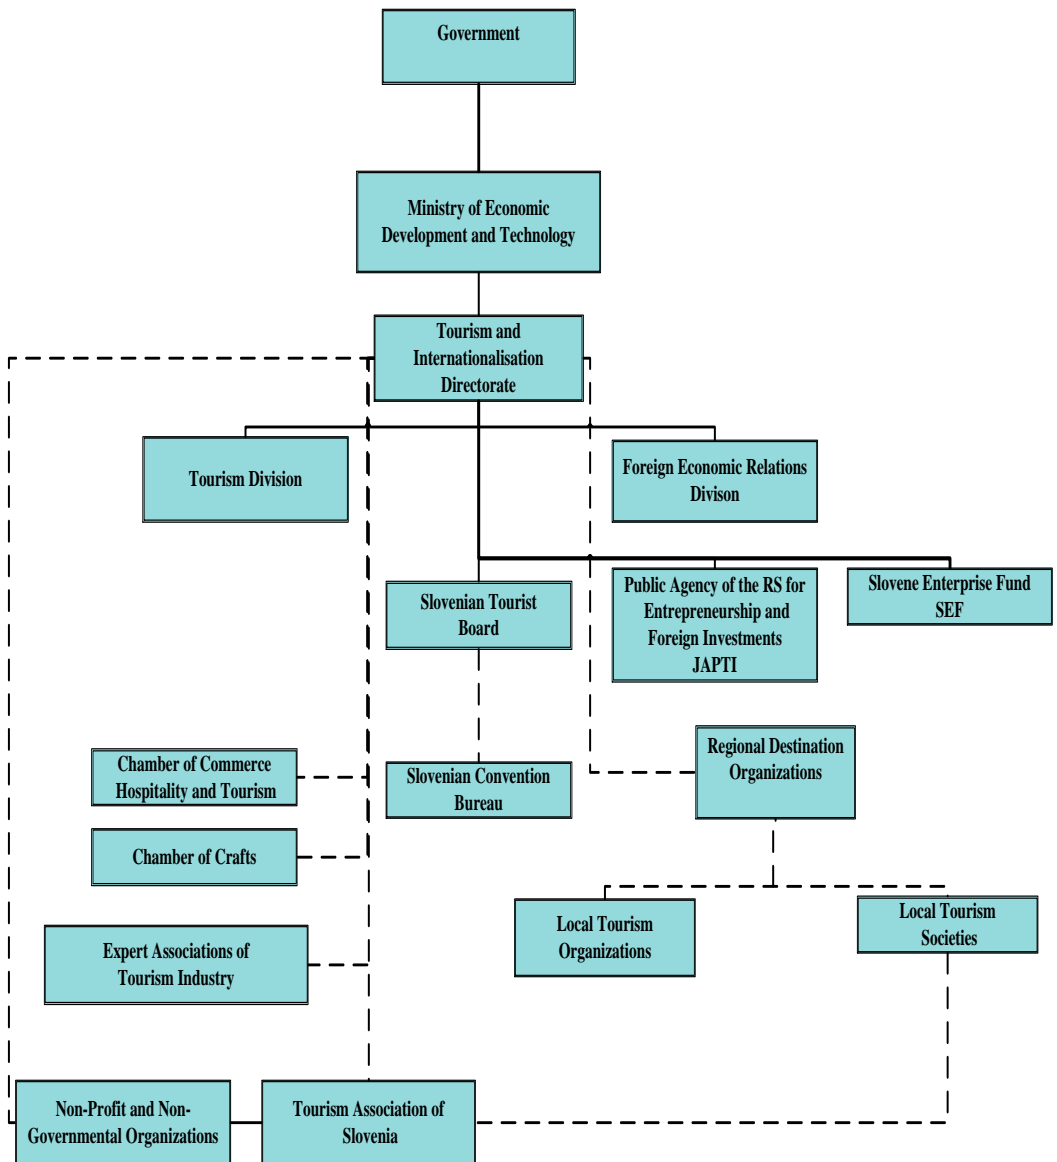 Government
Ministry of Economic
Development and Technology
Tourism and
Internationalisation
Directorate
Tourism Division
Foreign Economic Relations
Divison
Slovenian Tourist
Board
Public Agency of the RS for
Entrepreneurship and
Foreign Investments
JAPTI
Slovene Enterprise Fund
SEF
Chamber of Commerce
Hospitality and Tourism
Slovenian Convention
Bureau
Regional Destination
Organizations
Chamber of Crafts
Local Tourism
Organizations
Local Tourism
Societies
Expert Associations of
Tourism Industry
Non-Profit and Non-
Governmental Organizations
Tourism Association of
Slovenia